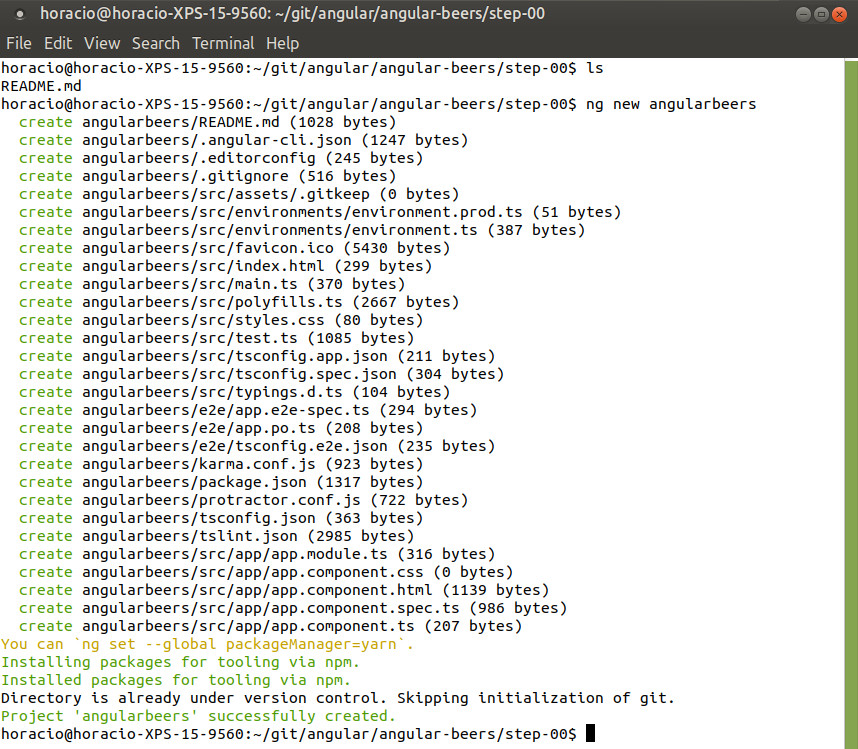 horacio@horacio-XPS-15-9560: ~/git/angular/angular-beers/step-00
File Edit View Search Terminal Help
horacio@horacio-XPS-15-9560:~/git/angular/angular-beers/step-00$ ls
README.md
horacio@horacio-XPS-15-9560:~/git/angular/angular-beers/step-00$ ng new angularbeers
  create angularbeers/README.md (1028 bytes)
  create angularbeers/.angular-cli.json (1247 bytes)
  create angularbeers/.editorconfig (245 bytes)
  create angularbeers/.gitignore (516 bytes)
  create angularbeers/src/assets/.gitkeep (0 bytes)
  create angularbeers/src/environments/environment.prod.ts (51 bytes)
  create angularbeers/src/environments/environment.ts (387 bytes)
  create angularbeers/src/favicon.ico (5430 bytes)
  create angularbeers/src/index.html (299 bytes)
  create angularbeers/src/main.ts (370 bytes)
  create angularbeers/src/polyfills.ts (2667 bytes)
  create angularbeers/src/styles.css (80 bytes)
  create angularbeers/src/test.ts (1085 bytes)
  create angularbeers/src/tsconfig.app.json (211 bytes)
  create angularbeers/src/tsconfig.spec.json (304 bytes)
  create angularbeers/src/typings.d.ts (104 bytes)
  create angularbeers/e2e/app.e2e-spec.ts (294 bytes)
  create angularbeers/e2e/app.po.ts (208 bytes)
  create angularbeers/e2e/tsconfig.e2e.json (235 bytes)
  create angularbeers/karma.conf.js (923 bytes)
  create angularbeers/package.json (1317 bytes)
  create angularbeers/protractor.conf.js (722 bytes)
  create angularbeers/tsconfig.json (363 bytes)
  create angularbeers/tslint.json (2985 bytes)
  create angularbeers/src/app/app.module.ts (316 bytes)
  create angularbeers/src/app/app.component.css (0 bytes)
  create angularbeers/src/app/app.component.html (1139 bytes)
  create angularbeers/src/app/app.component.spec.ts (986 bytes)
  create angularbeers/src/app/app.component.ts (207 bytes)
You can `ng set --global packageManager=yarn`.
Installing packages for tooling via npm.
Installed packages for tooling via npm.
Directory is already under version control. Skipping initialization of git.
Project 'angularbeers' successfully created.
horacio@horacio-XPS-15-9560:~/git/angular/angular-beers/step-00$